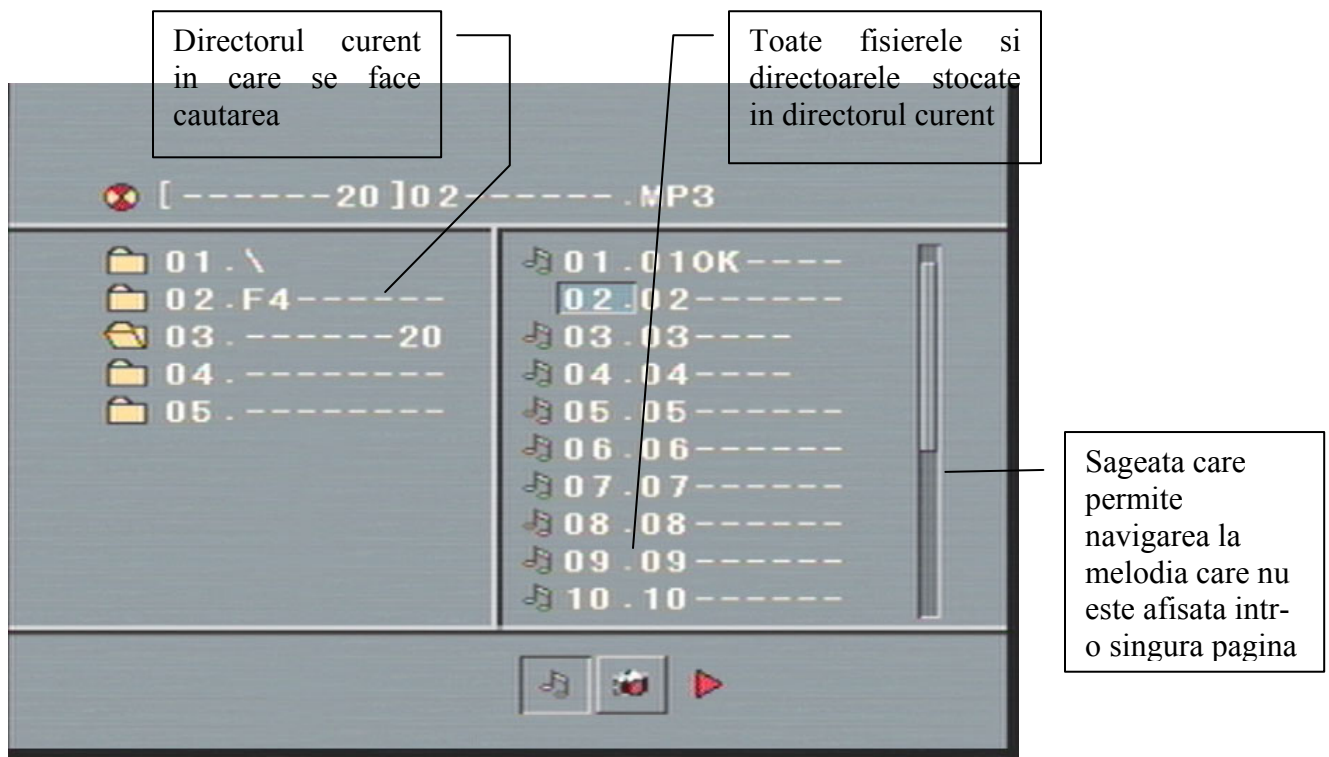 Directorul curent
in care se face
cautarea
Toate fisierele si
directoarele stocate
in directorul curent
[------20]02-------.MP3
01.\
02.F4------
03.------20
04.--------
05.--------
01.01OK----
02.02------
03.03----
04.04----
05.05------
06.06------
07.07------
08.08------
09.09------
10.10------
Sageata care
permite
navigarea la
melodia care nu
este afisata intr-
o singura pagina